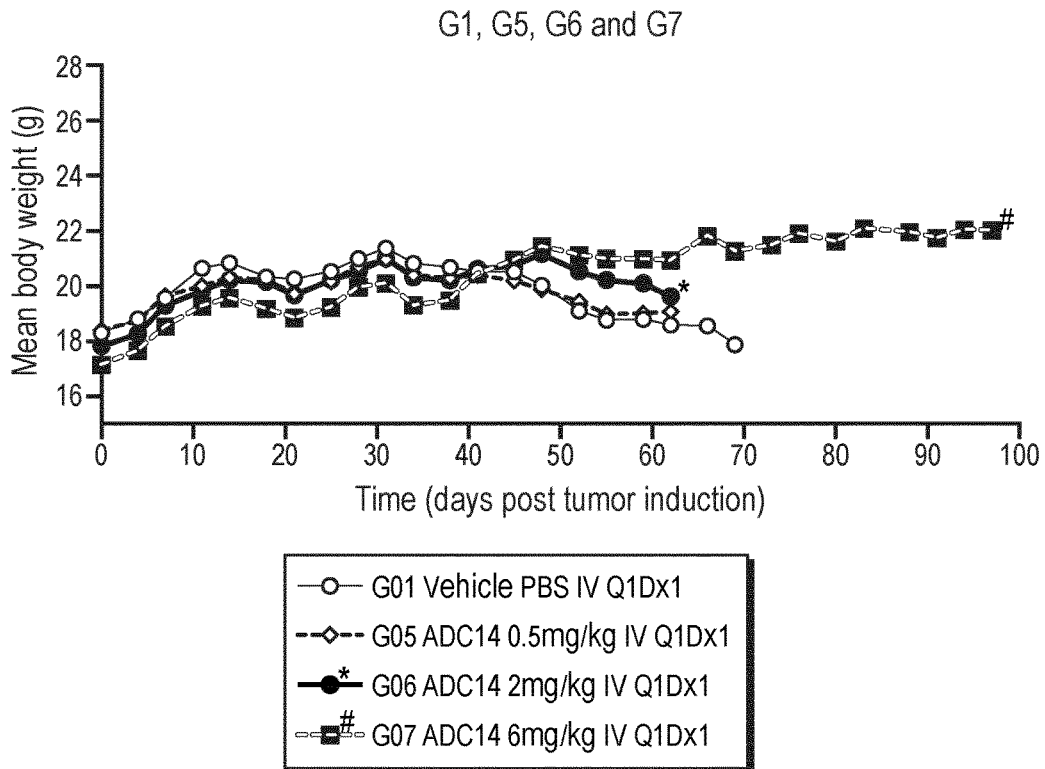 G1, G5, G6 and G7
Mean body weight (g)
28
26
24
22
20
18
16
#
*
0 10 20 30 40 50 60 70 80 90 100
Time (days post tumor induction)
G01 Vehicle PBS IV Q1Dx1
G05 ADC14 0.5mg/kg IV Q1Dx1
* G06 ADC14 2mg/kg IV Q1Dx1
# G07 ADC14 6mg/kg IV Q1Dx1